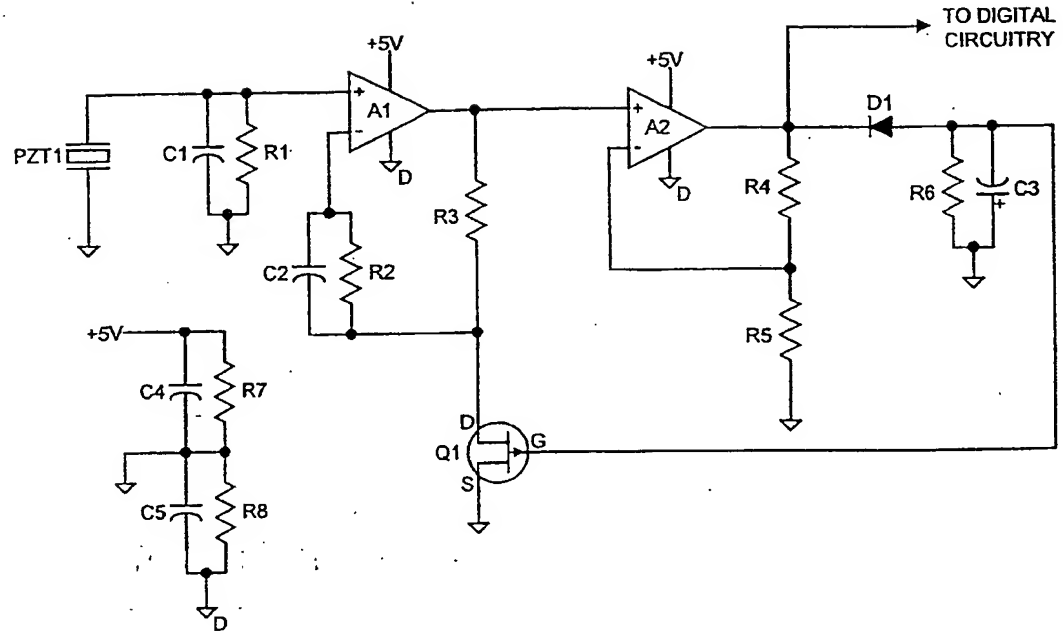 TO DIGITAL
CIRCUITRY
+5V
+5V
A1
A2
D1
PZT1
C1
R1
D
D
R4
R6
C3
+
R3
C2
R2
R5
+5V
C4
R7
D
Q1
G
S
C5
R8
D